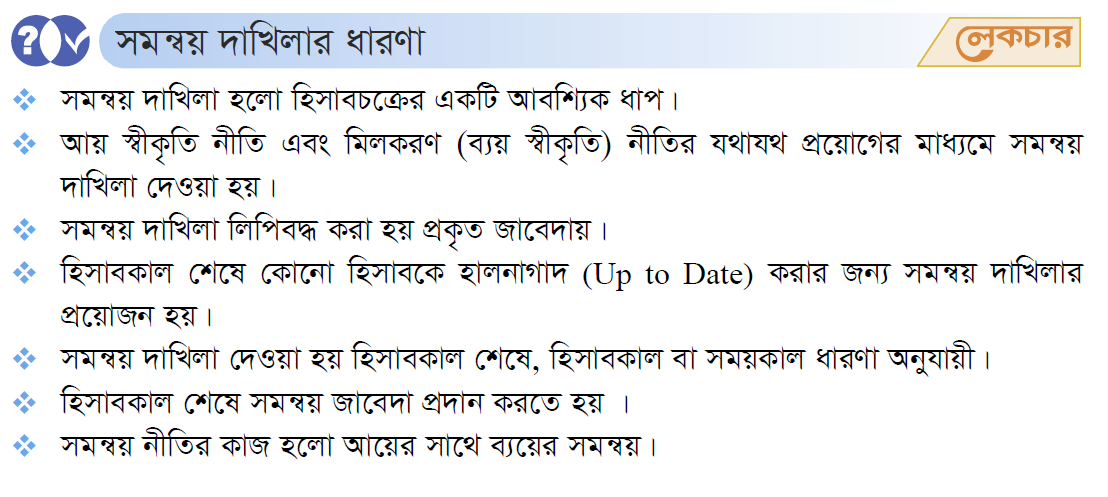 সমন্বয় দাখিলার ধারণা
লেকচার
সমন্বয় দাখিলা হলো হিসাবচক্রের একটি আবশ্যিক ধাপ।
আয় স্বীকৃতি নীতি এবং মিলকরণ (ব্যয় স্বীকৃতি) নীতির যথাযথ প্রয়োগের মাধ্যমে সমন্বয়
দাখিলা দেওয়া হয়।
সমন্বয় দাখিলা লিপিবদ্ধ করা হয় প্রকৃত জাবেদায়।
হিসাবকাল শেষে কোনো হিসাবকে হালনাগাদ (Up to Date) করার জন্য সমন্বয় দাখিলার
প্রয়োজন হয়।
সমন্বয় দাখিলা দেওয়া হয় হিসাবকাল শেষে, হিসাবকাল বা সময়কাল ধারণা অনুযায়ী।
হিসাবকাল শেষে সমন্বয় জাবেদা প্রদান করতে হয় ।
সমন্বয় নীতির কাজ হলো আয়ের সাথে ব্যয়ের সমন্বয়।